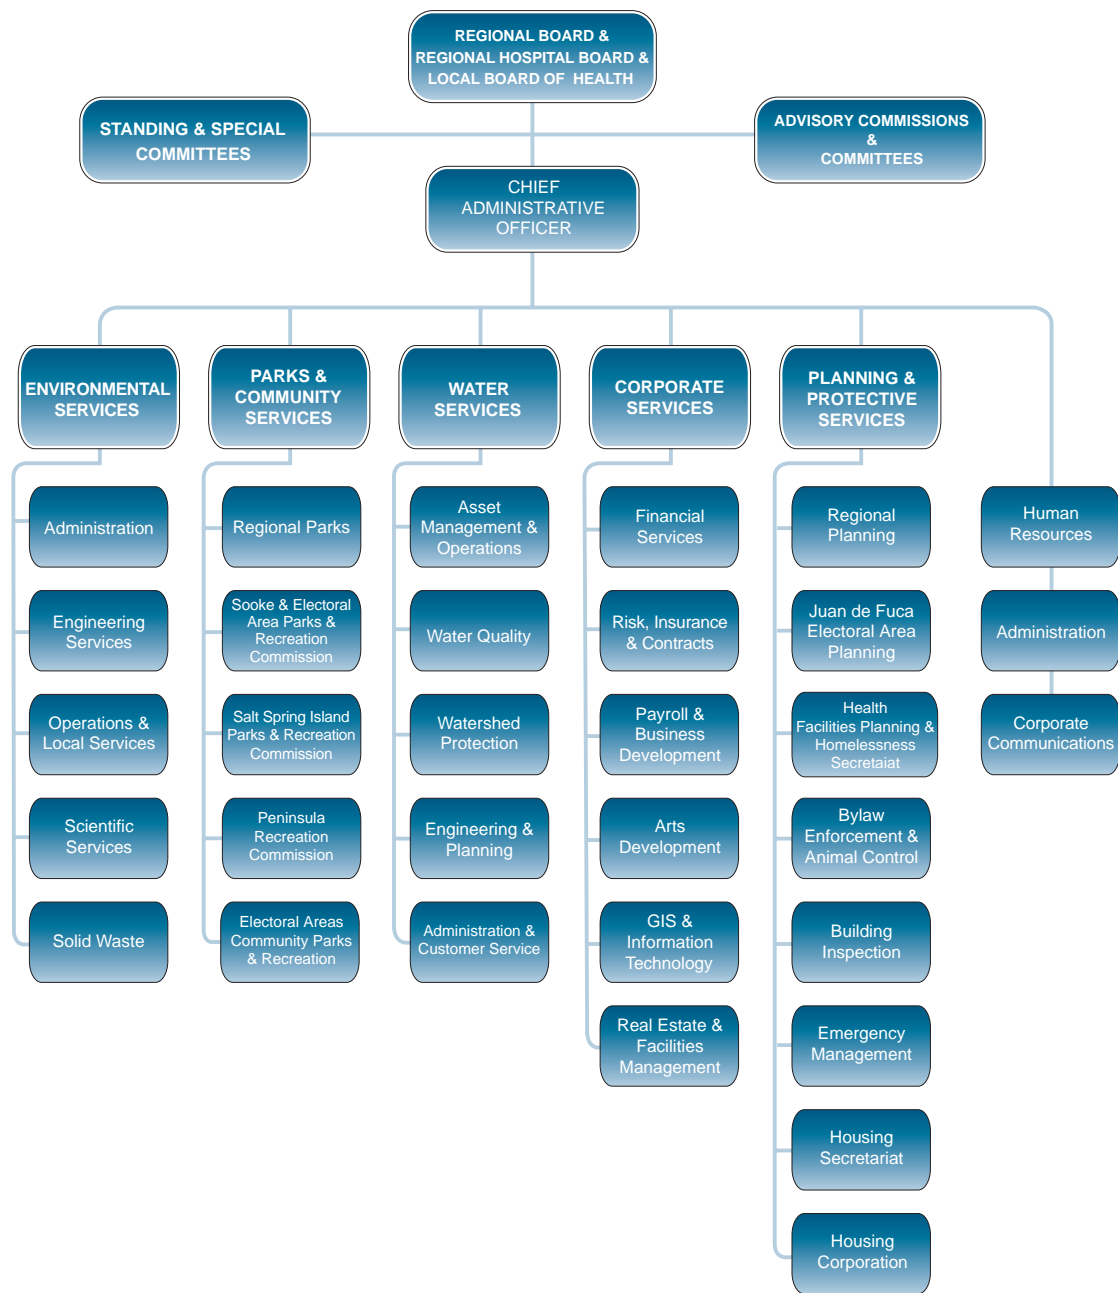 REGIONAL BOARD &
REGIONAL HOSPITAL BOARD &
LOCAL BOARD OF HEALTH
STANDING & SPECIAL
COMMITTEES
ADVISORY COMMISSIONS
&
COMMITTEES
CHIEF
ADMINISTRATIVE
OFFICER
ENVIRONMENTAL
SERVICES
PARKS &
COMMUNITY
SERVICES
WATER
SERVICES
CORPORATE
SERVICES
PLANNING &
PROTECTIVE
SERVICES
Administration
Engineering
Services
Operations &
Local Services
Scientific
Services
Solid Waste
Regional Parks
Sooke & Electoral
Area Parks &
Recreation
Commission
Salt Spring Island
Parks & Recreation
Commission
Peninsula
Recreation
Commission
Electoral Areas
Community Parks
& Recreation
Asset
Management &
Operations
Water Quality
Watershed
Protection
Engineering &
Planning
Administration &
Customer Service
Financial
Services
Risk, Insurance
& Contracts
Payroll &
Business
Development
Arts
Development
GIS &
Information
Technology
Real Estate &
Facilities
Management
Regional
Planning
Juan de Fuca
Electoral Area
Planning
Health
Facilities Planning &
Homelessness
Secretaiat
Bylaw
Enforcement &
Animal Control
Building
Inspection
Emergency
Management
Housing
Secretariat
Housing
Corporation
Human
Resources
Administration
Corporate
Communications